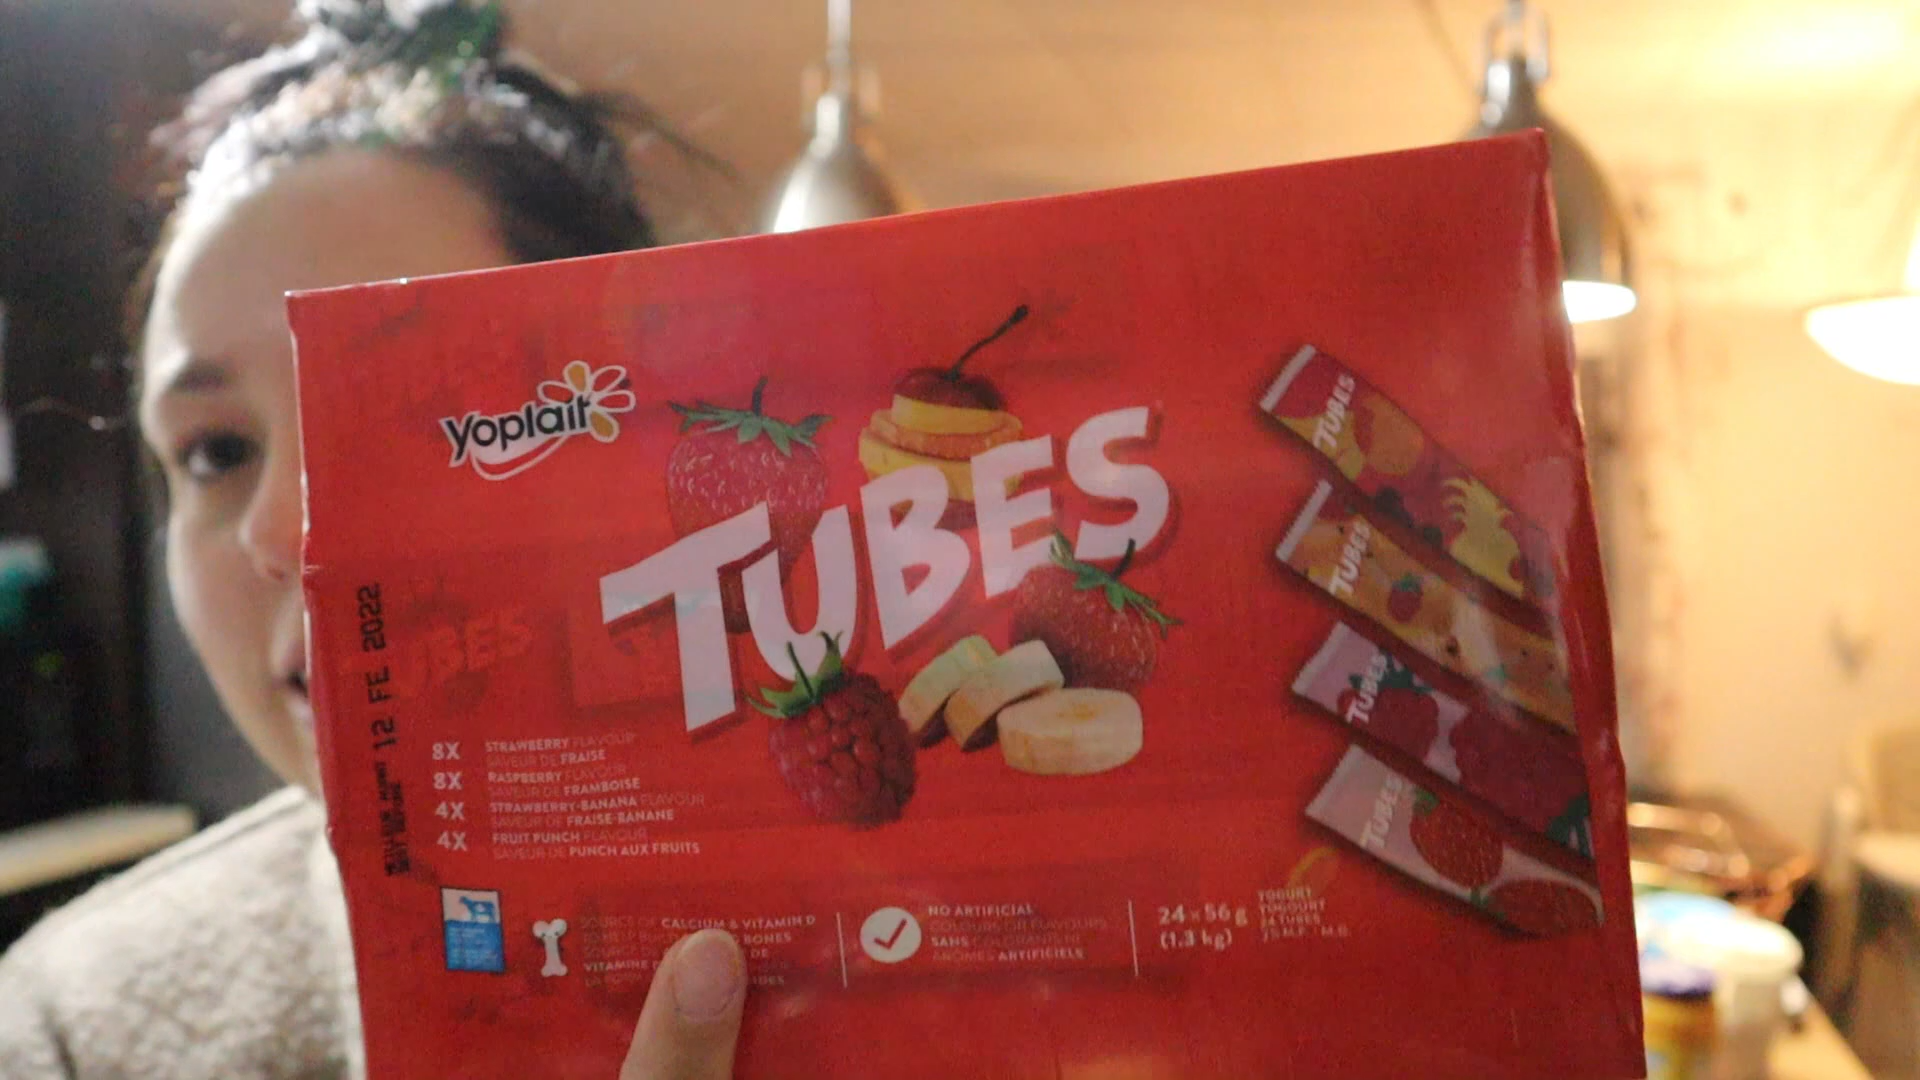 yoplait
TUBES
12 FE 2022
8X STRAWBERRY FLAVOUR
SAVEUR DE FRAISE
8X RASPBERRY FLAVOUR
SAVEUR DE FRAMBOISE
4X STRAWBERRY-BANANA FLAVOUR
SAVEUR DE FRAISE-BANANE
4X FRUIT PUNCH FLAVOUR
SAVEUR DE PUNCH AUX FRUITS
SOURCE OF CALCIUM & VITAMIN D
BONES
DE
VITAMINE
NO ARTIFICIAL
COLOURS OR FLAVOURS
SANS COLORANTS NI
ARÔMES ARTIFICIELS
24 x 56 g
(1.3 kg)
YOGURT
YOGOURT
24 TUBES
TUBES
TUBES
TUBES
TUBES